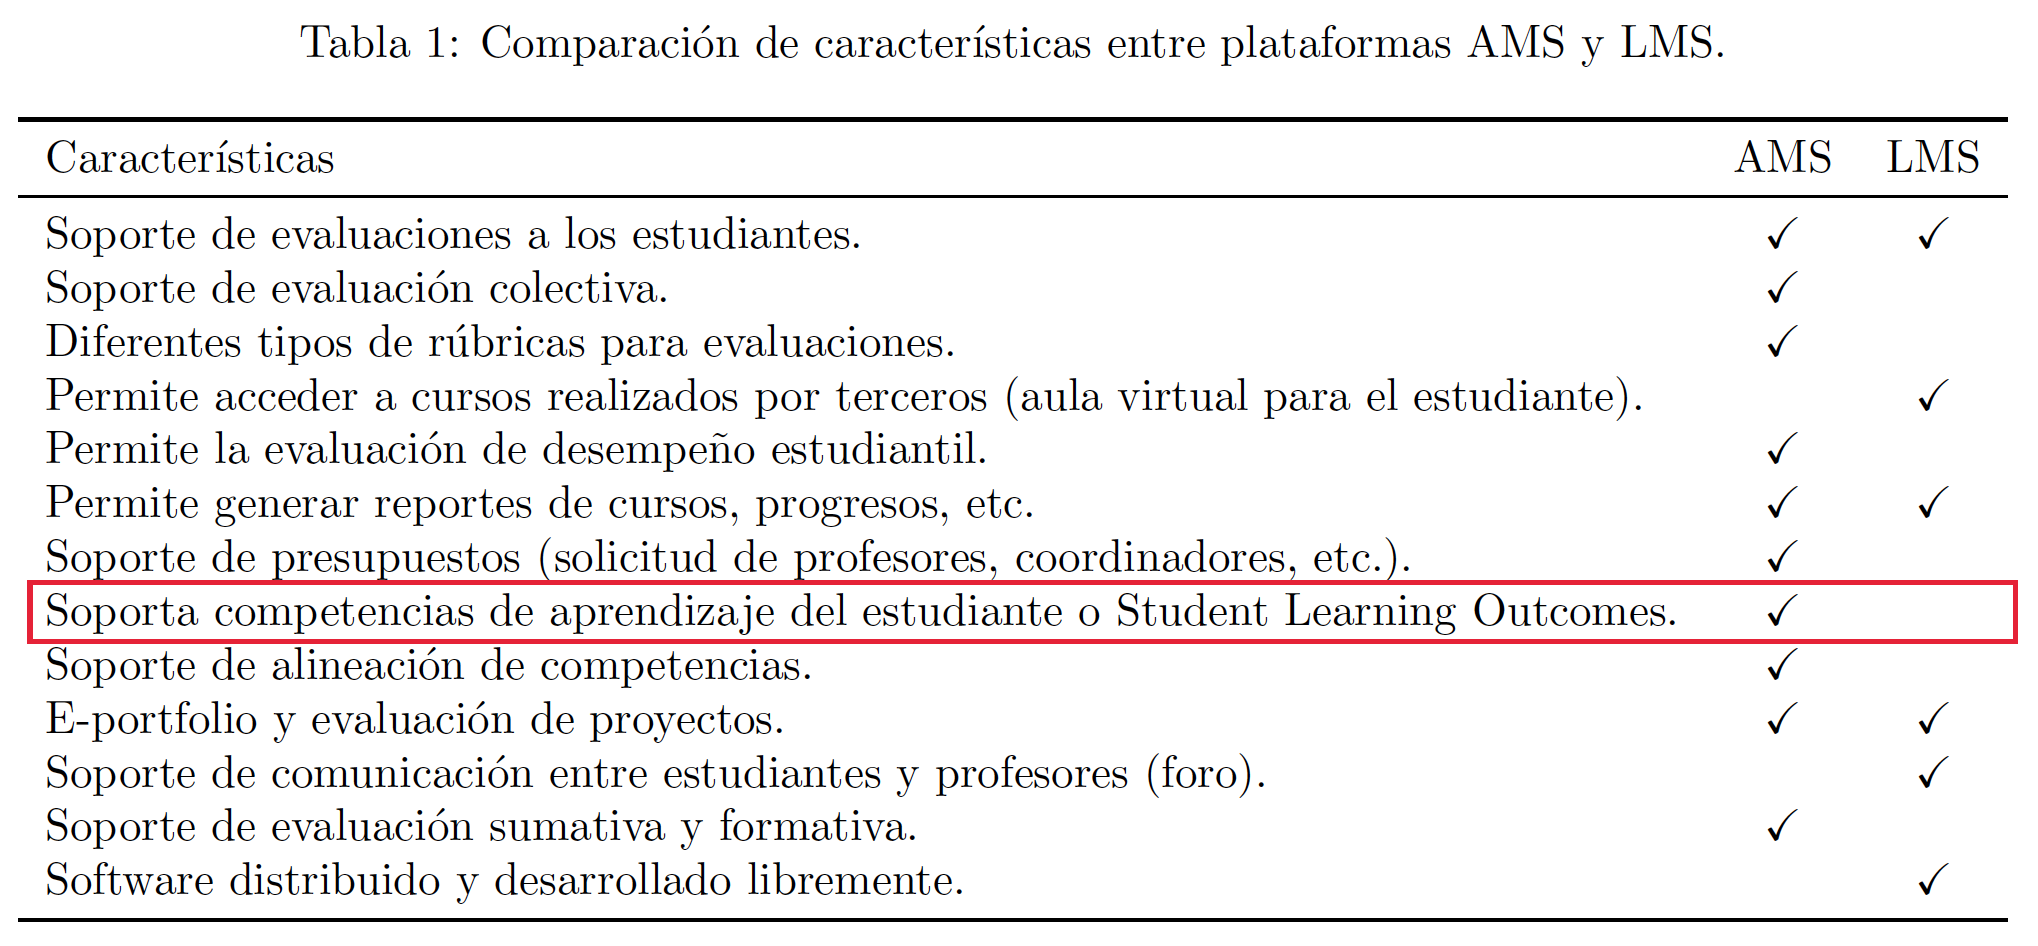 Tabla 1: Comparación de características entre plataformas AMS y LMS.
Características AMS LMS
Soporte de evaluaciones a los estudiantes. ✓ ✓
Soporte de evaluación colectiva. ✓
Diferentes tipos de rúbricas para evaluaciones. ✓
Permite acceder a cursos realizados por terceros (aula virtual para el estudiante). ✓
Permite la evaluación de desempeño estudiantil. ✓
Permite generar reportes de cursos, progresos, etc. ✓ ✓
Soporte de presupuestos (solicitud de profesores, coordinadores, etc.). ✓
Soporta competencias de aprendizaje del estudiante o Student Learning Outcomes. ✓
Soporte de alineación de competencias. ✓
E-portfolio y evaluación de proyectos. ✓ ✓
Soporte de comunicación entre estudiantes y profesores (foro). ✓
Soporte de evaluación sumativa y formativa. ✓
Software distribuido y desarrollado libremente. ✓